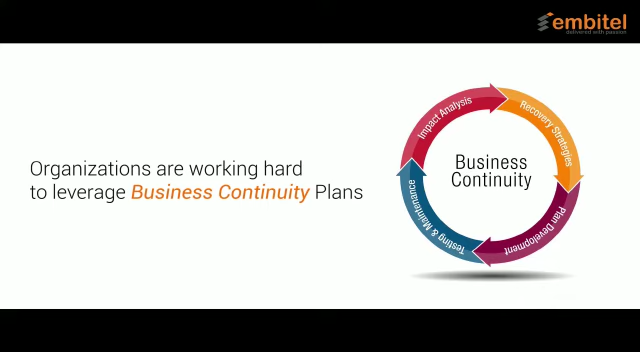 embitel
delivered with passion
Organizations are working hard
to leverage Business Continuity Plans
Impact Analysis
Recovery Strategies
Business
Continuity
Plan Development
Testing & Maintenance